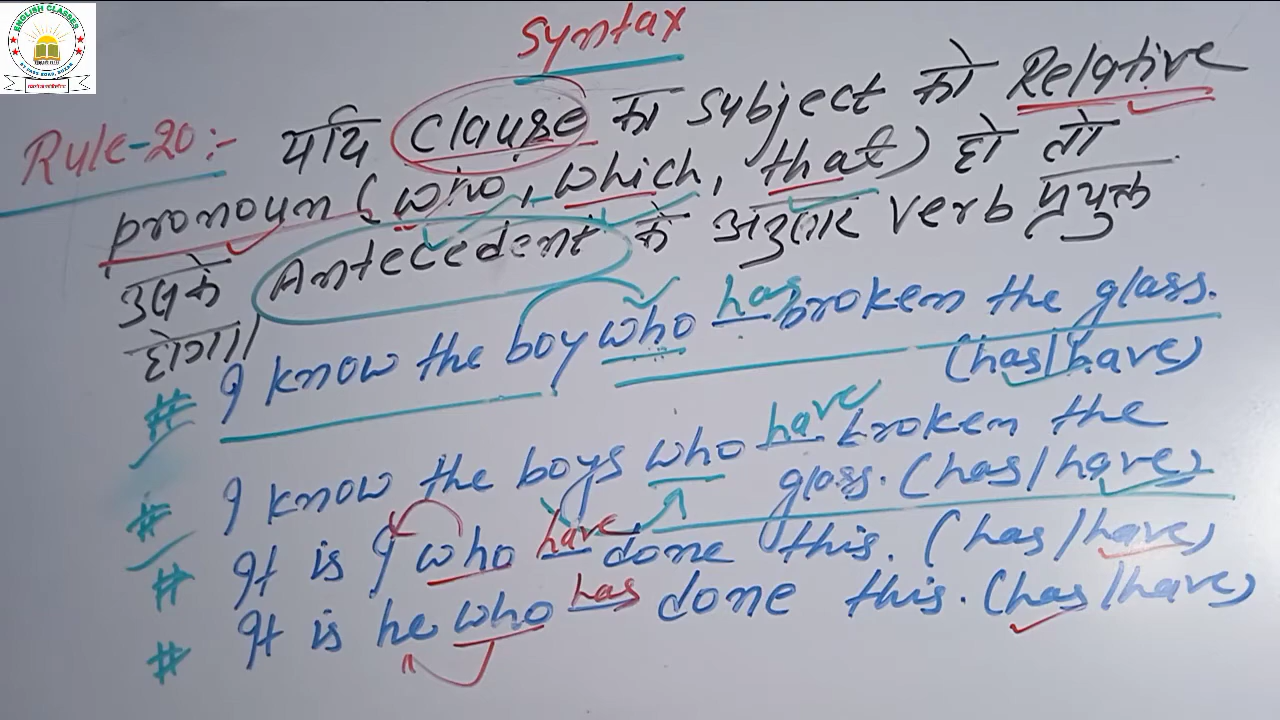 ENGLISH CLASSES
Syntax
Rule-20:- यदि Clause का subject को Relative
pronoun (who, which, that) हो तो
उसके Antecedent के अनुसार verb प्रयुक्त
होगा।
# I know the boy who has broken the glass.
(has/have)
# I know the boys who have broken the
glass. (has/have)
# It is I who have done this. (has/have)
# It is he who has done this. (has/have)